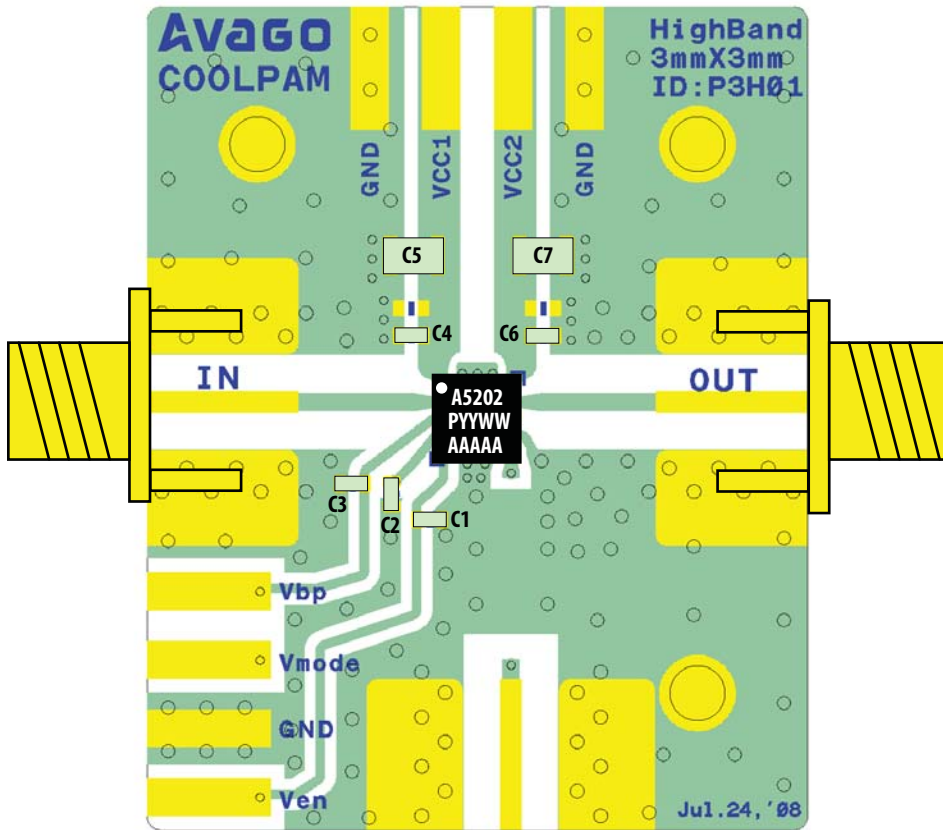 AVAGO
COOLPAM
HighBand
3mmX3mm
ID:P3H01
GND
VCC1
VCC2
GND
C5
C7
C4
C6
IN
OUT
A5202
PYYWW
AAAAA
C3
C2
C1
Vbp
Vmode
GND
Ven
Jul.24,'08